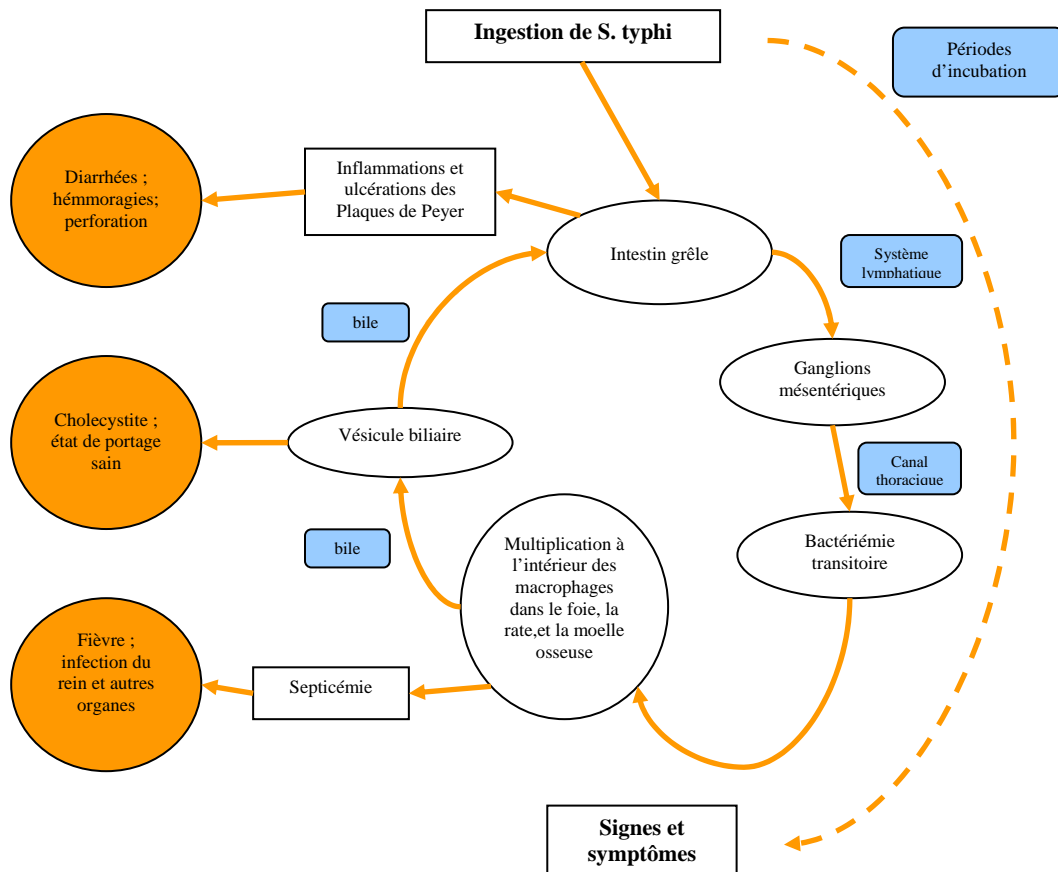 Ingestion de S. typhi
Périodes
d'incubation
Inflammations et
ulcérations des
Plaques de Peyer
Diarrhées ;
hémmoragies;
perforation
Intestin grêle
Système
lymphatique
bile
Ganglions
mésentériques
Cholecystite ;
état de portage
sain
Vésicule biliaire
Canal
thoracique
bile
Multiplication à
l'intérieur des
macrophages
dans le foie, la
rate,et la moelle
osseuse
Bactériémie
transitoire
Fièvre ;
infection du
rein et autres
organes
Septicémie
Signes et
symptômes